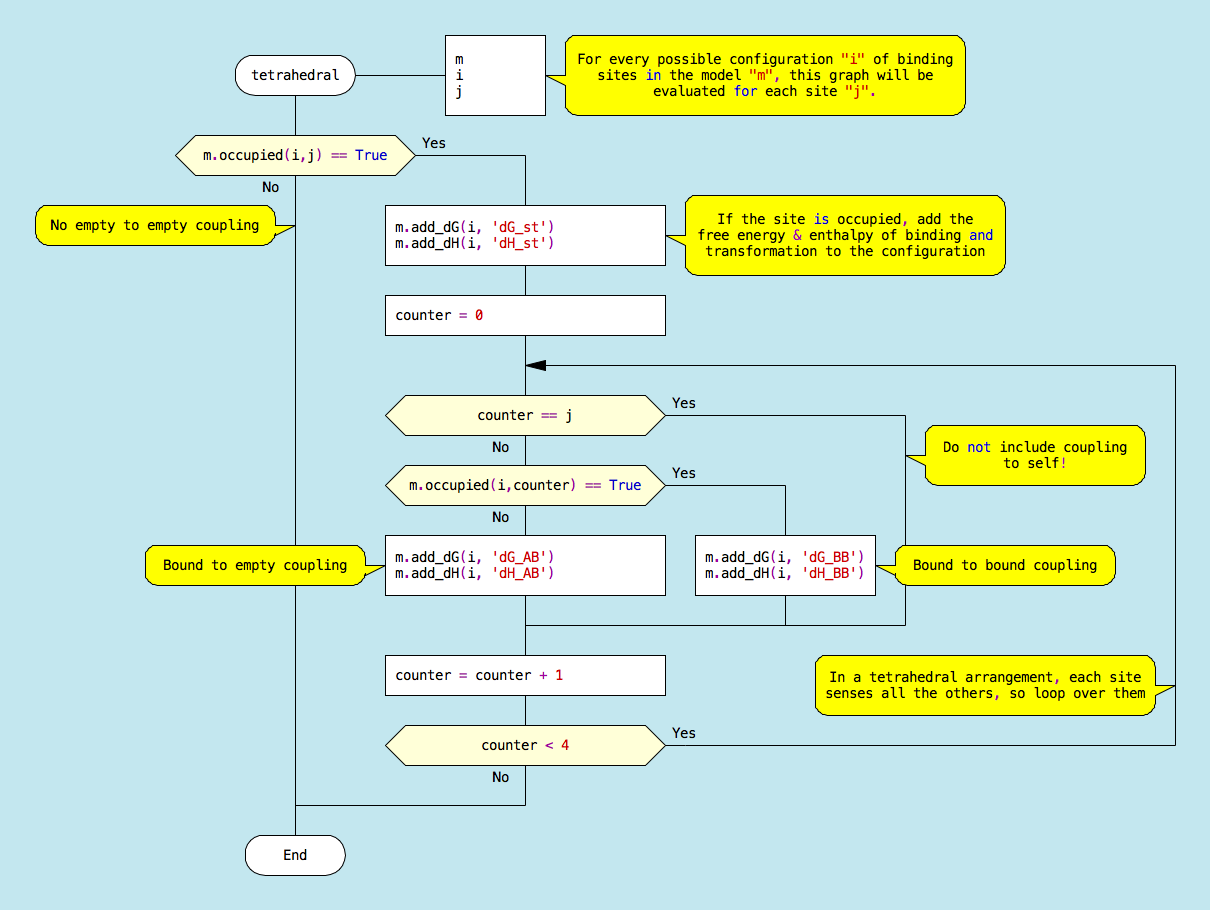 tetrahedral
m
i
j
For every possible configuration "i" of binding
sites in the model "m", this graph will be
evaluated for each site "j".
m.occupied(i,j) == True
Yes
No
No empty to empty coupling
m.add_dG(i, 'dG_st')
m.add_dH(i, 'dH_st')
If the site is occupied, add the
free energy & enthalpy of binding and
transformation to the configuration
counter = 0
counter == j
Yes
No
Do not include coupling
to self!
m.occupied(i,counter) == True
Yes
No
Bound to empty coupling
m.add_dG(i, 'dG_AB')
m.add_dH(i, 'dH_AB')
m.add_dG(i, 'dG_BB')
m.add_dH(i, 'dH_BB')
Bound to bound coupling
counter = counter + 1
In a tetrahedral arrangement, each site
senses all the others, so loop over them
counter < 4
Yes
No
End